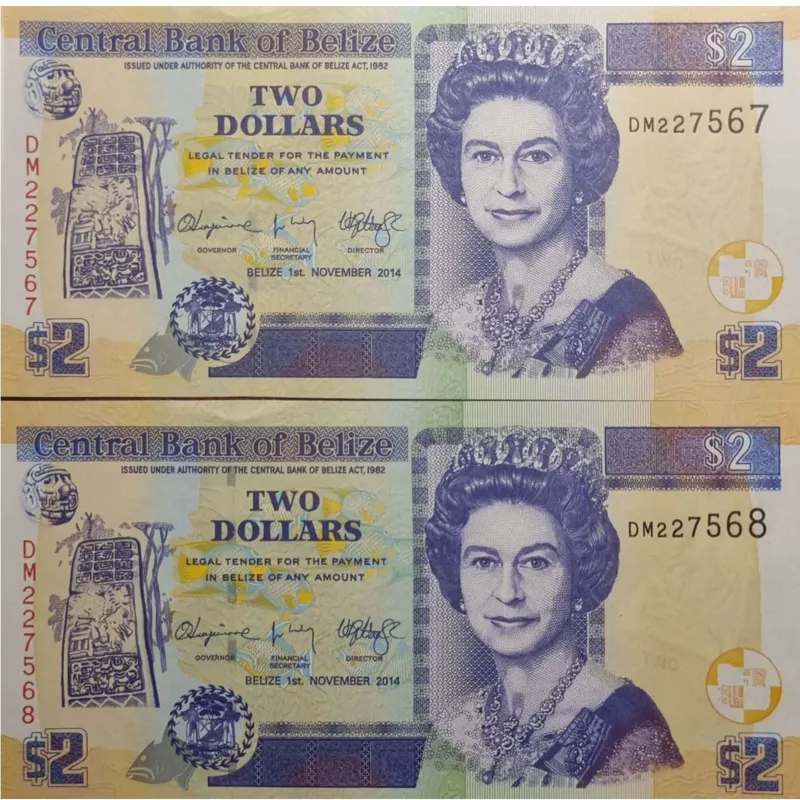 Central Bank of Belize
$2
ISSUED UNDER AUTHORITY OF THE CENTRAL BANK OF BELIZE ACT, 1982
TWO
DOLLARS
DM227567
DM227567
LEGAL TENDER FOR THE PAYMENT
IN BELIZE OF ANY AMOUNT
GOVERNOR
FINANCIAL
SECRETARY
DIRECTOR
BELIZE 1st. NOVEMBER 2014
$2
$2
Central Bank of Belize
$2
ISSUED UNDER AUTHORITY OF THE CENTRAL BANK OF BELIZE ACT, 1982
TWO
DOLLARS
DM227568
DM227568
LEGAL TENDER FOR THE PAYMENT
IN BELIZE OF ANY AMOUNT
GOVERNOR
FINANCIAL
SECRETARY
DIRECTOR
BELIZE 1st. NOVEMBER 2014
$2
$2